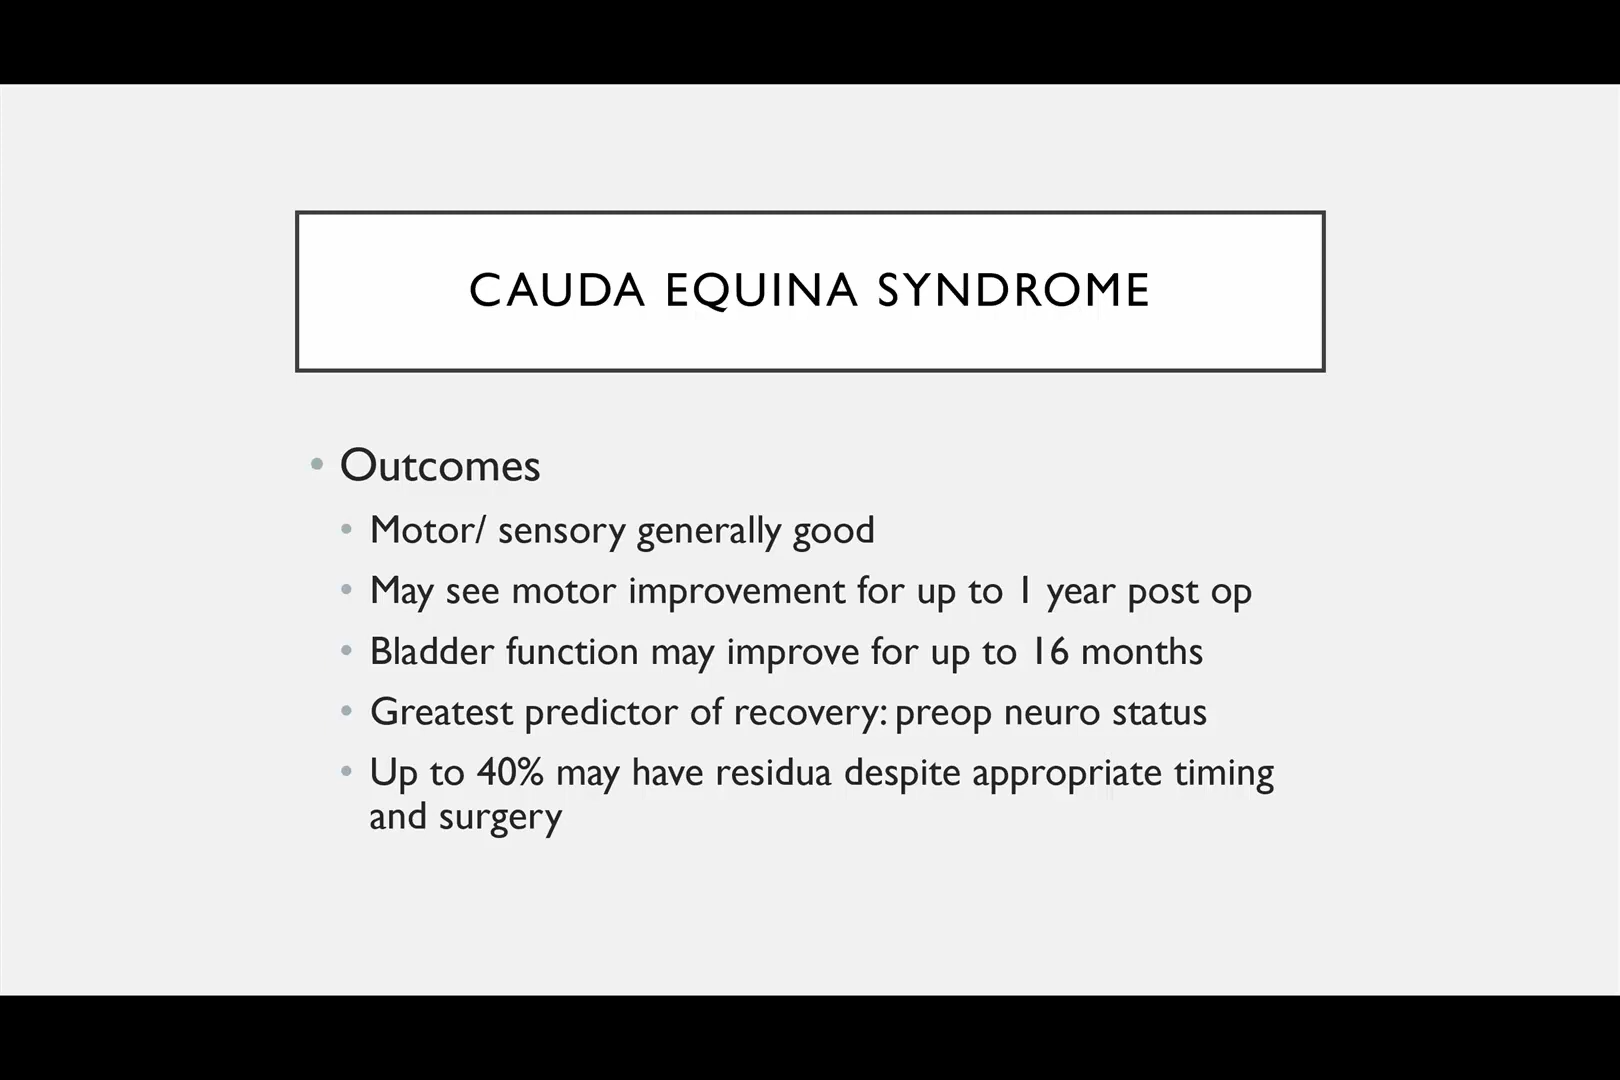 CAUDA EQUINA SYNDROME
• Outcomes
• Motor/ sensory generally good
• May see motor improvement for up to 1 year post op
• Bladder function may improve for up to 16 months
• Greatest predictor of recovery: preop neuro status
• Up to 40% may have residua despite appropriate timing
and surgery